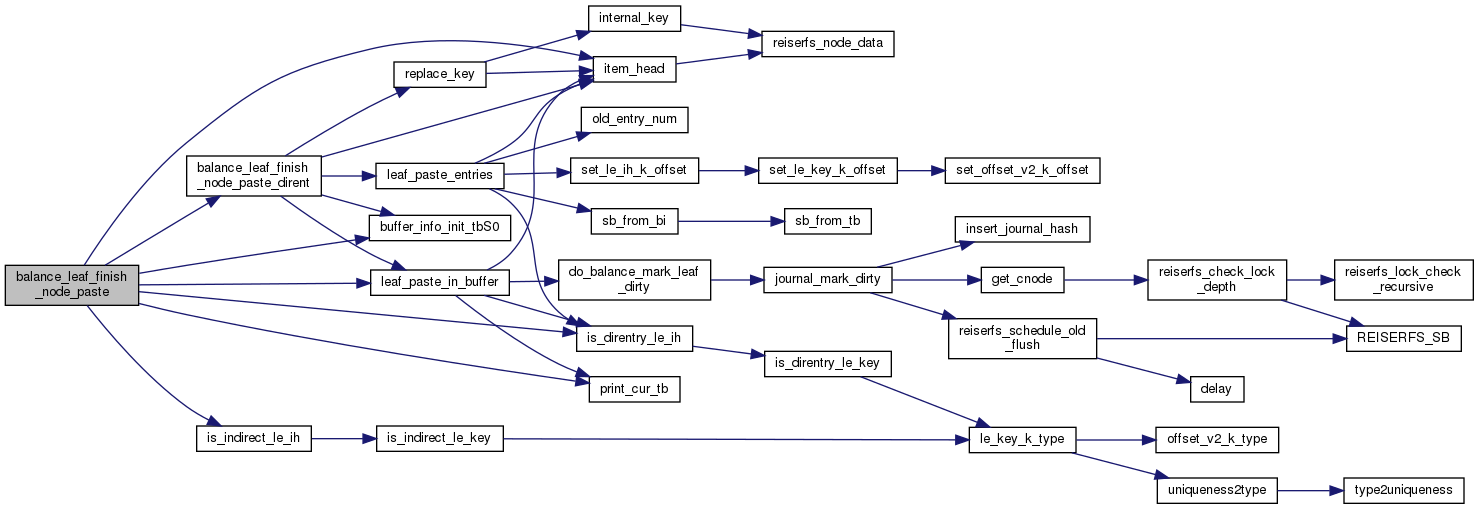 balance_leaf_finish
_node_paste
balance_leaf_finish
_node_paste_dirent
replace_key
internal_key
item_head
reiserfs_node_data
old_entry_num
leaf_paste_entries
set_le_ih_k_offset
set_le_key_k_offset
set_offset_v2_k_offset
buffer_info_init_tbS0
sb_from_bi
sb_from_tb
leaf_paste_in_buffer
do_balance_mark_leaf
_dirty
journal_mark_dirty
insert_journal_hash
get_cnode
reiserfs_check_lock
_depth
reiserfs_lock_check
_recursive
reiserfs_schedule_old
_flush
REISERFS_SB
delay
is_direntry_le_ih
is_direntry_le_key
print_cur_tb
is_indirect_le_ih
is_indirect_le_key
le_key_k_type
offset_v2_k_type
uniqueness2type
type2uniqueness